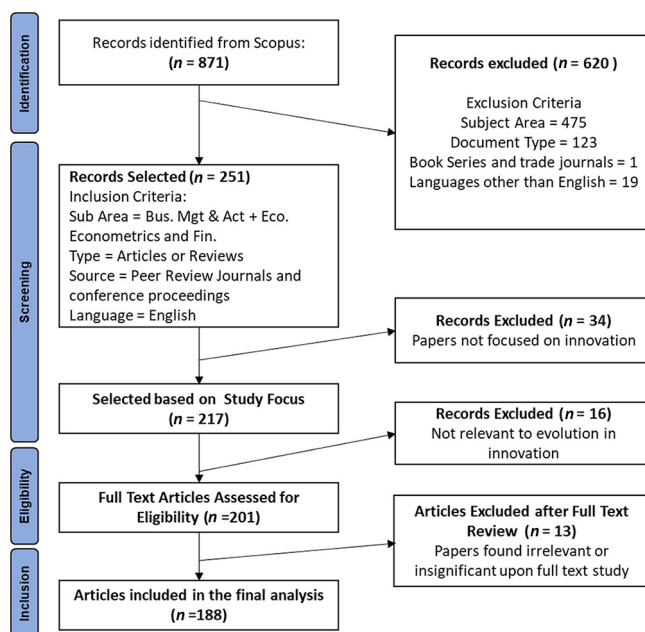 Identification
Records identified from Scopus:
(n = 871)
Records excluded (n = 620 )
Exclusion Criteria
Subject Area = 475
Document Type = 123
Book Series and trade journals = 1
Languages other than English = 19
Screening
Records Selected (n = 251)
Inclusion Criteria:
Sub Area = Bus. Mgt & Act + Eco.
Econometrics and Fin.
Type = Articles or Reviews
Source = Peer Review Journals and
conference proceedings
Language = English
Records Excluded (n = 34)
Papers not focused on innovation
Selected based on Study Focus
(n = 217)
Records Excluded (n = 16)
Not relevant to evolution in
innovation
Eligibility
Full Text Articles Assessed for
Eligibility (n =201)
Articles Excluded after Full Text
Review (n = 13)
Papers found irrelevant or
insignificant upon full text study
Inclusion
Articles included in the final analysis
(n =188)